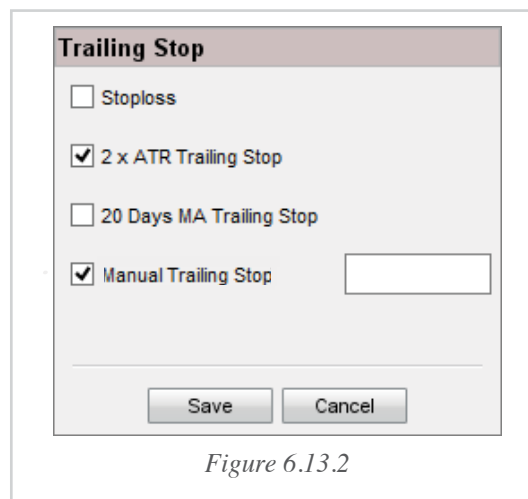 Trailing Stop
Stoploss
2 x ATR Trailing Stop
20 Days MA Trailing Stop
Manual Trailing Stop
Save Cancel
Figure 6.13.2